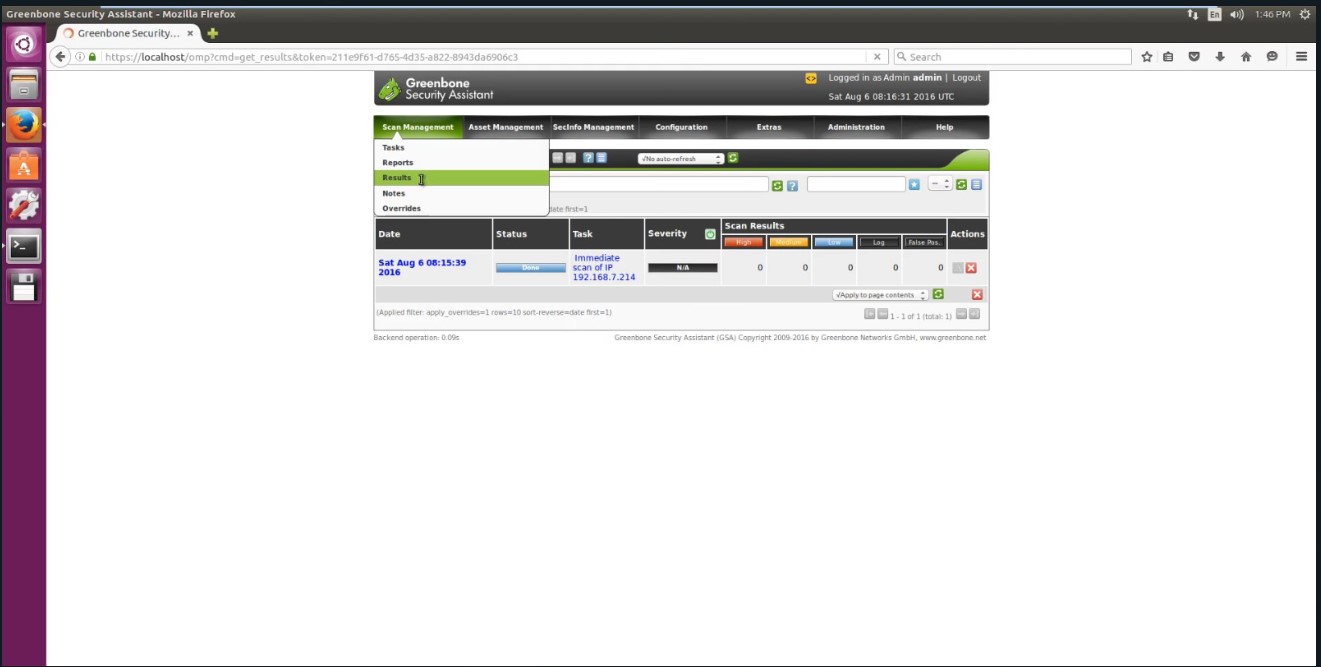 Greenbone Security Assistant - Mozilla Firefox
En 1:46 PM
Greenbone Security... ×
https://localhost/omp?cmd=get_results&token=211e9f61-d765-4d35-a822-8943da6906c3
Search
Greenbone
Security Assistant
Logged in as Admin admin | Logout
Sat Aug 6 08:16:31 2016 UTC
Scan Management Asset Management SecInfo Management Configuration Extras Administration Help
Tasks
Reports
Results
Notes
Overrides
√No auto-refresh
date first=1
Date Status Task Severity Scan Results Actions
High Medium Low Log False Pos.
Sat Aug 6 08:15:39
2016
Done
Immediate
scan of IP
192.168.7.214
N/A
0 0 0 0 0
√Apply to page contents
(Applied filter: apply_overrides=1 rows=10 sort-reverse=date first=1)
1 - 1 of 1 (total: 1)
Backend operation: 0.09s
Greenbone Security Assistant (GSA) Copyright 2009-2016 by Greenbone Networks GmbH, www.greenbone.net